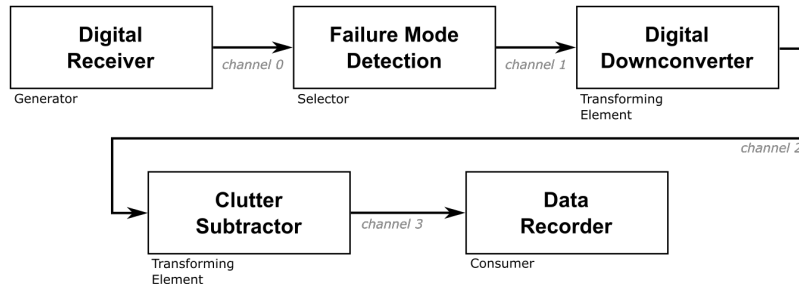 Digital
Receiver
Generator
channel 0
Failure Mode
Detection
Selector
channel 1
Digital
Downconverter
Transforming
Element
channel 2
Clutter
Subtractor
Transforming
Element
channel 3
Data
Recorder
Consumer